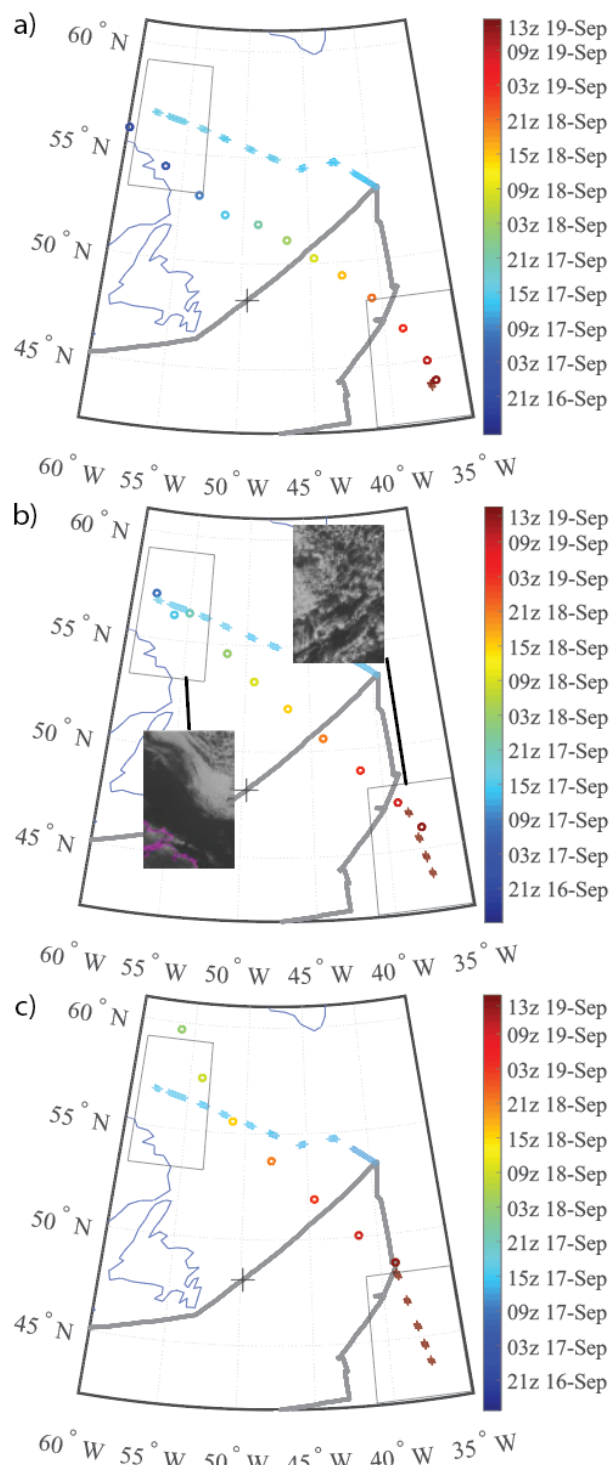 a)
60° N
55° N
50° N
45° N
60° W
55° W
50° W
45° W
40° W
35° W
13z 19-Sep
09z 19-Sep
03z 19-Sep
21z 18-Sep
15z 18-Sep
09z 18-Sep
03z 18-Sep
21z 17-Sep
15z 17-Sep
09z 17-Sep
03z 17-Sep
21z 16-Sep
b)
60° N
55° N
50° N
45° N
60° W
55° W
50° W
45° W
40° W
35° W
13z 19-Sep
09z 19-Sep
03z 19-Sep
21z 18-Sep
15z 18-Sep
09z 18-Sep
03z 18-Sep
21z 17-Sep
15z 17-Sep
09z 17-Sep
03z 17-Sep
21z 16-Sep
c)
60° N
55° N
50° N
45° N
60° W
55° W
50° W
45° W
40° W
35° W
13z 19-Sep
09z 19-Sep
03z 19-Sep
21z 18-Sep
15z 18-Sep
09z 18-Sep
03z 18-Sep
21z 17-Sep
15z 17-Sep
09z 17-Sep
03z 17-Sep
21z 16-Sep